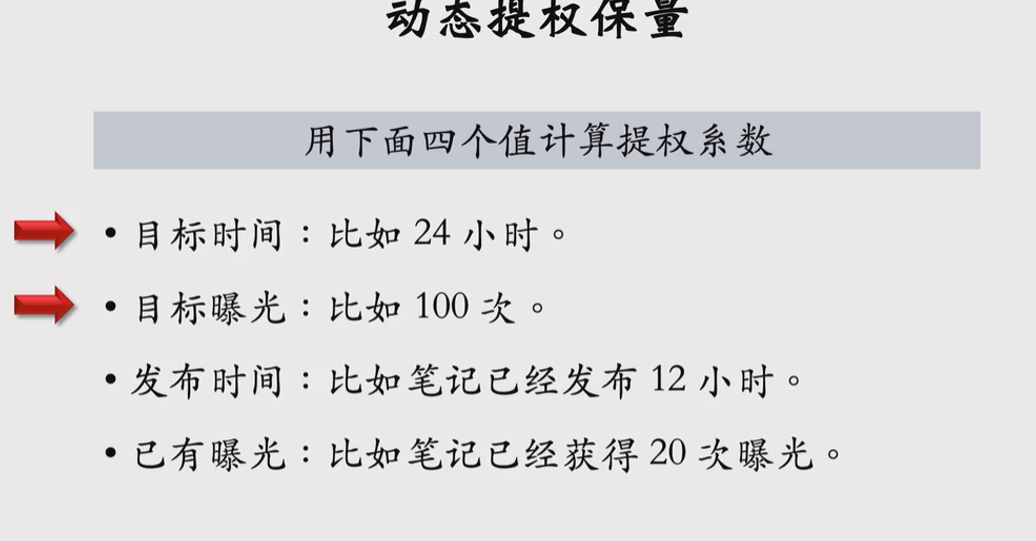 动态提权保量
用下面四个值计算提权系数
• 目标时间：比如 24 小时。
• 目标曝光：比如 100 次。
• 发布时间：比如笔记已经发布 12 小时。
• 已有曝光：比如笔记已经获得 20 次曝光。